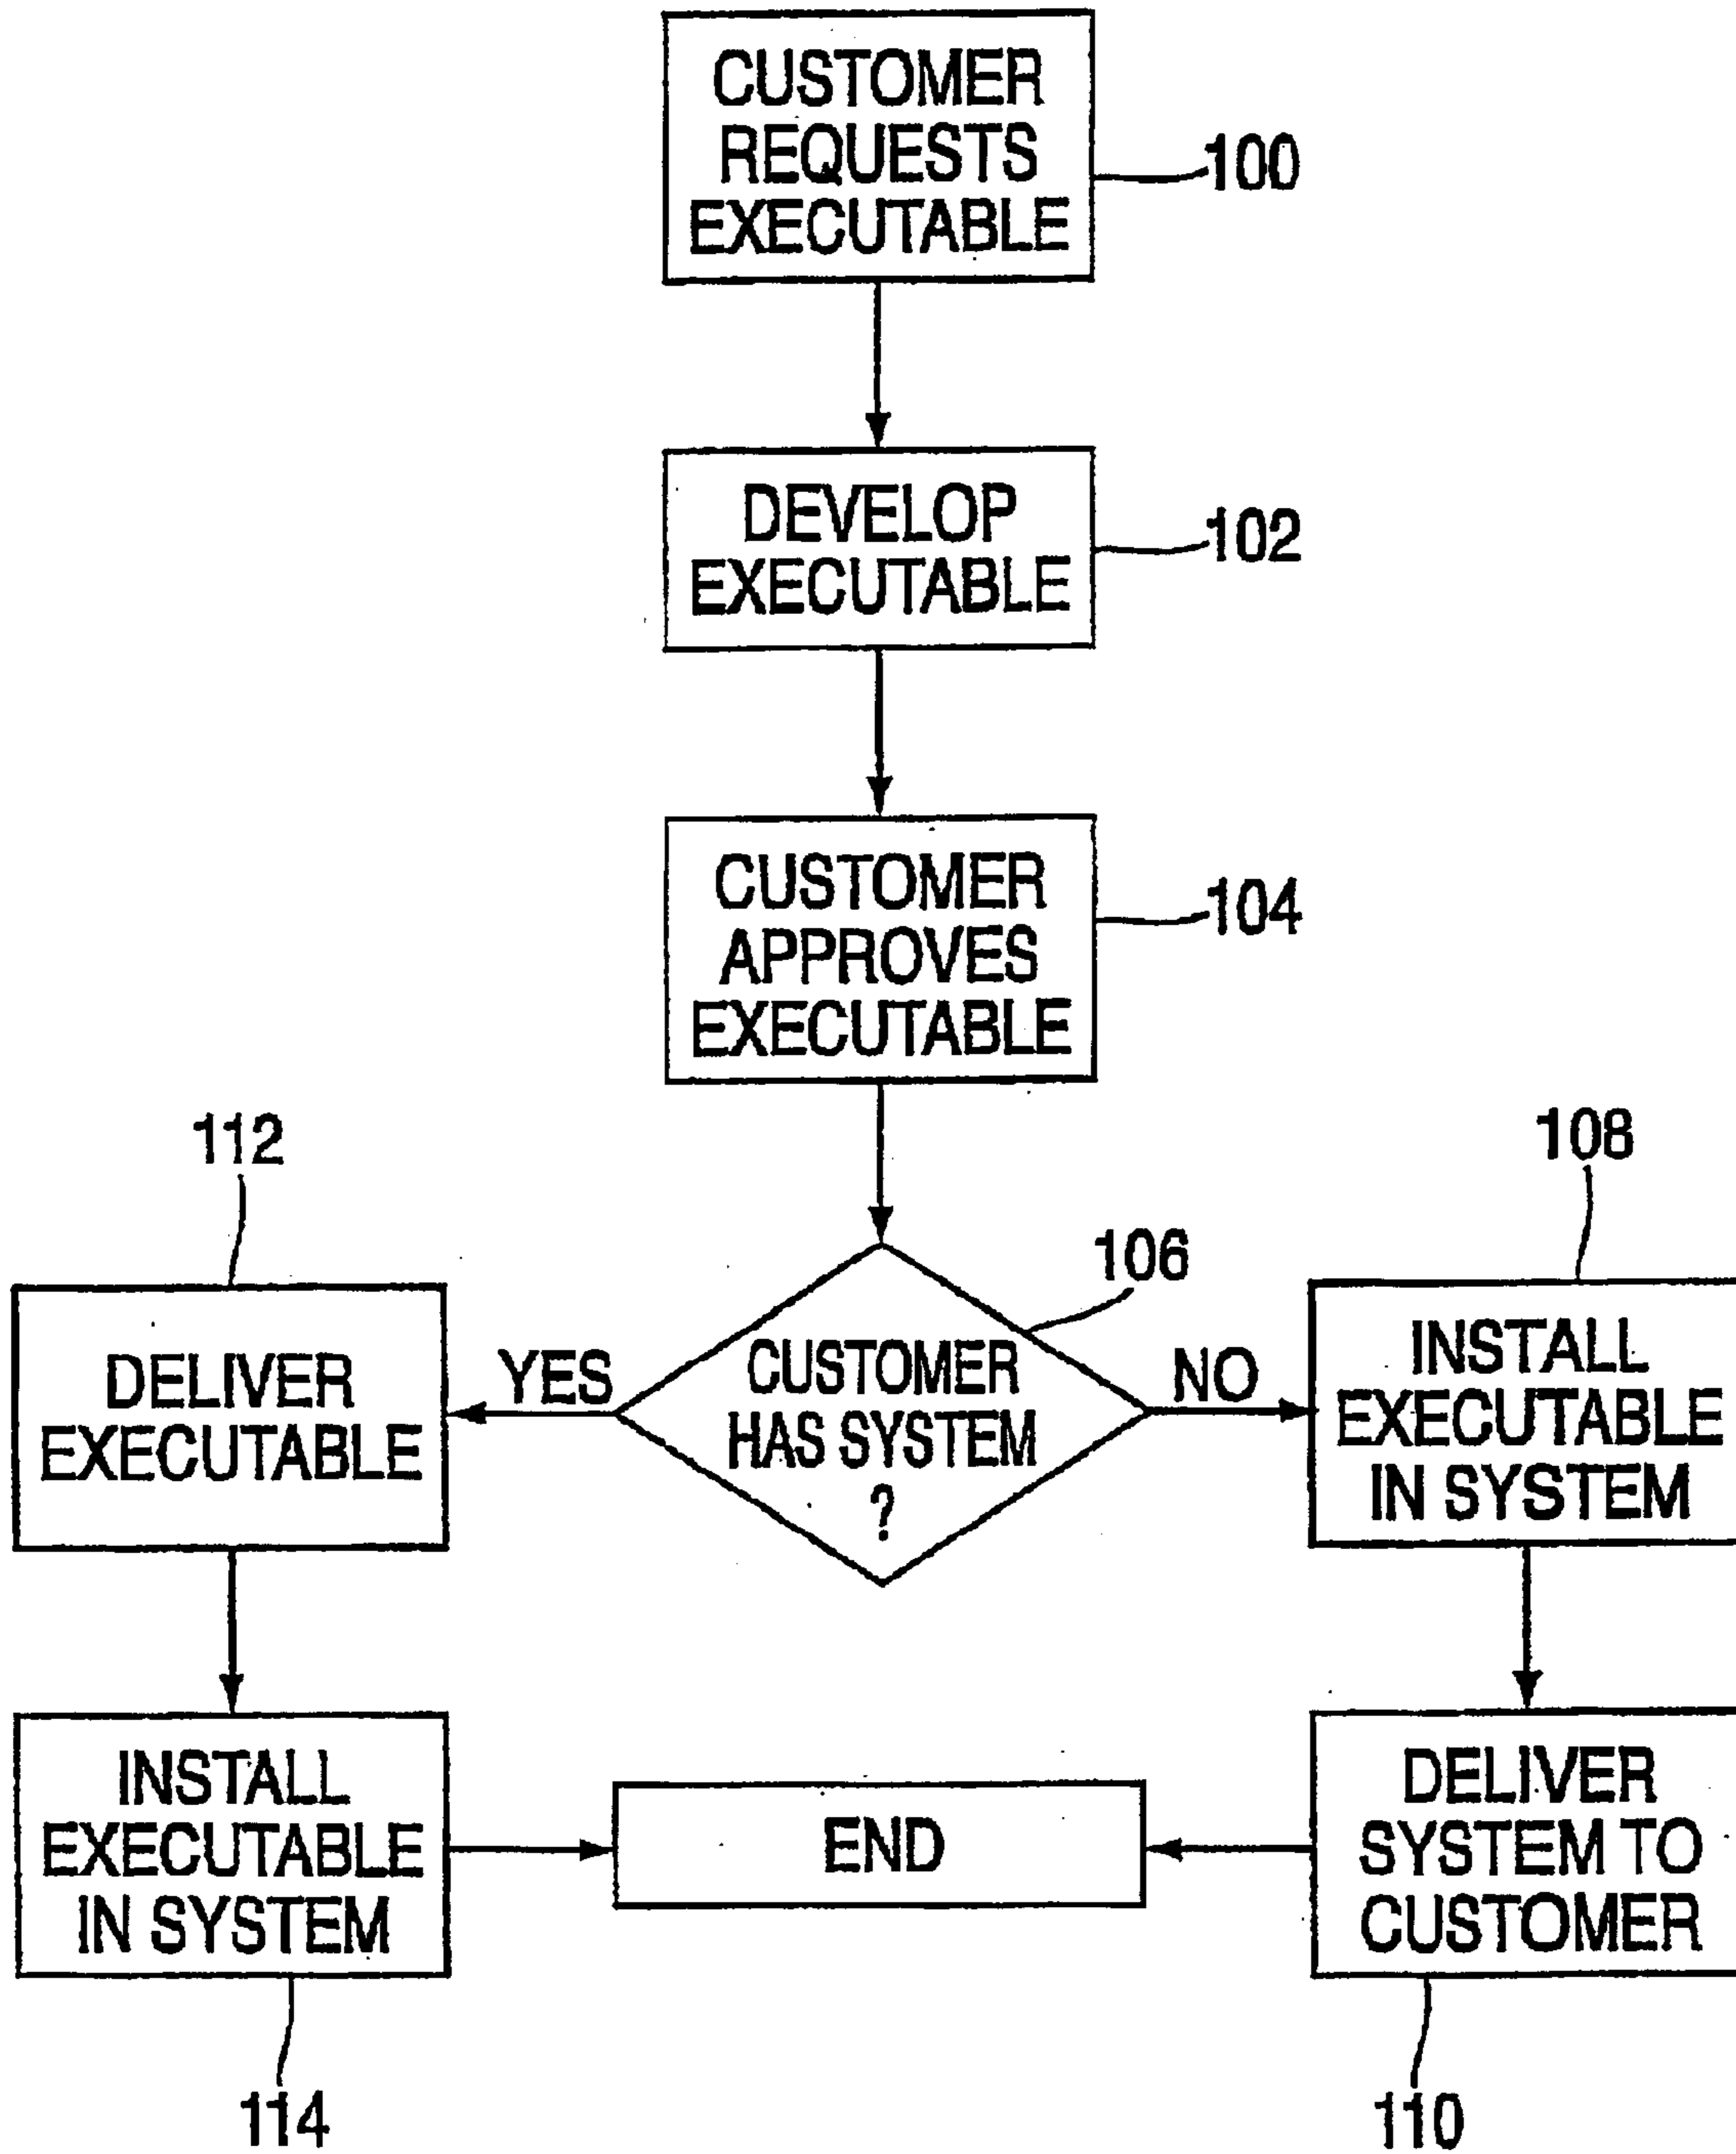 CUSTOMER
REQUESTS
EXECUTABLE
100
DEVELOP
EXECUTABLE
102
CUSTOMER
APPROVES
EXECUTABLE
104
112
108
106
DELIVER
EXECUTABLE
YES
CUSTOMER
HAS SYSTEM
?
NO
INSTALL
EXECUTABLE
IN SYSTEM
INSTALL
EXECUTABLE
IN SYSTEM
END
DELIVER
SYSTEM TO
CUSTOMER
114
110